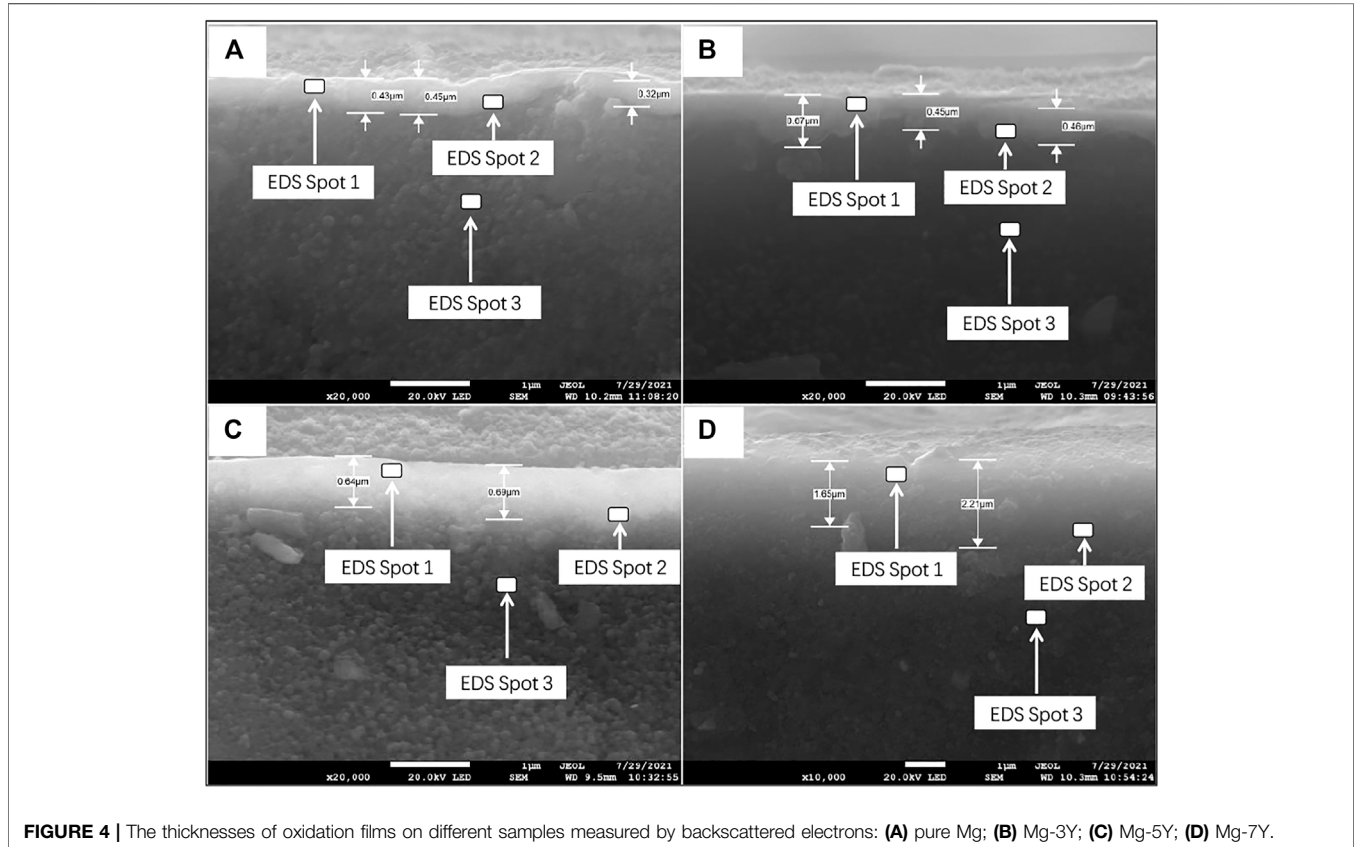 A
0.43µm
0.45µm
0.32µm
EDS Spot 1
EDS Spot 2
EDS Spot 3
1µm JEOL 7/29/2021
x20,000 20.0kV LED SEM WD 10.2mm 11:08:20
B
0.67µm
0.45µm
0.46µm
EDS Spot 1
EDS Spot 2
EDS Spot 3
1µm JEOL 7/29/2021
x20,000 20.0kV LED SEM WD 10.3mm 09:43:56
C
0.64µm
0.69µm
EDS Spot 1
EDS Spot 2
EDS Spot 3
1µm JEOL 7/29/2021
x20,000 20.0kV LED SEM WD 9.5mm 10:32:55
D
1.65µm
2.21µm
EDS Spot 1
EDS Spot 2
EDS Spot 3
1µm JEOL 7/29/2021
x10,000 20.0kV LED SEM WD 10.3mm 10:54:24
FIGURE 4 | The thicknesses of oxidation films on different samples measured by backscattered electrons: (A) pure Mg; (B) Mg-3Y; (C) Mg-5Y; (D) Mg-7Y.